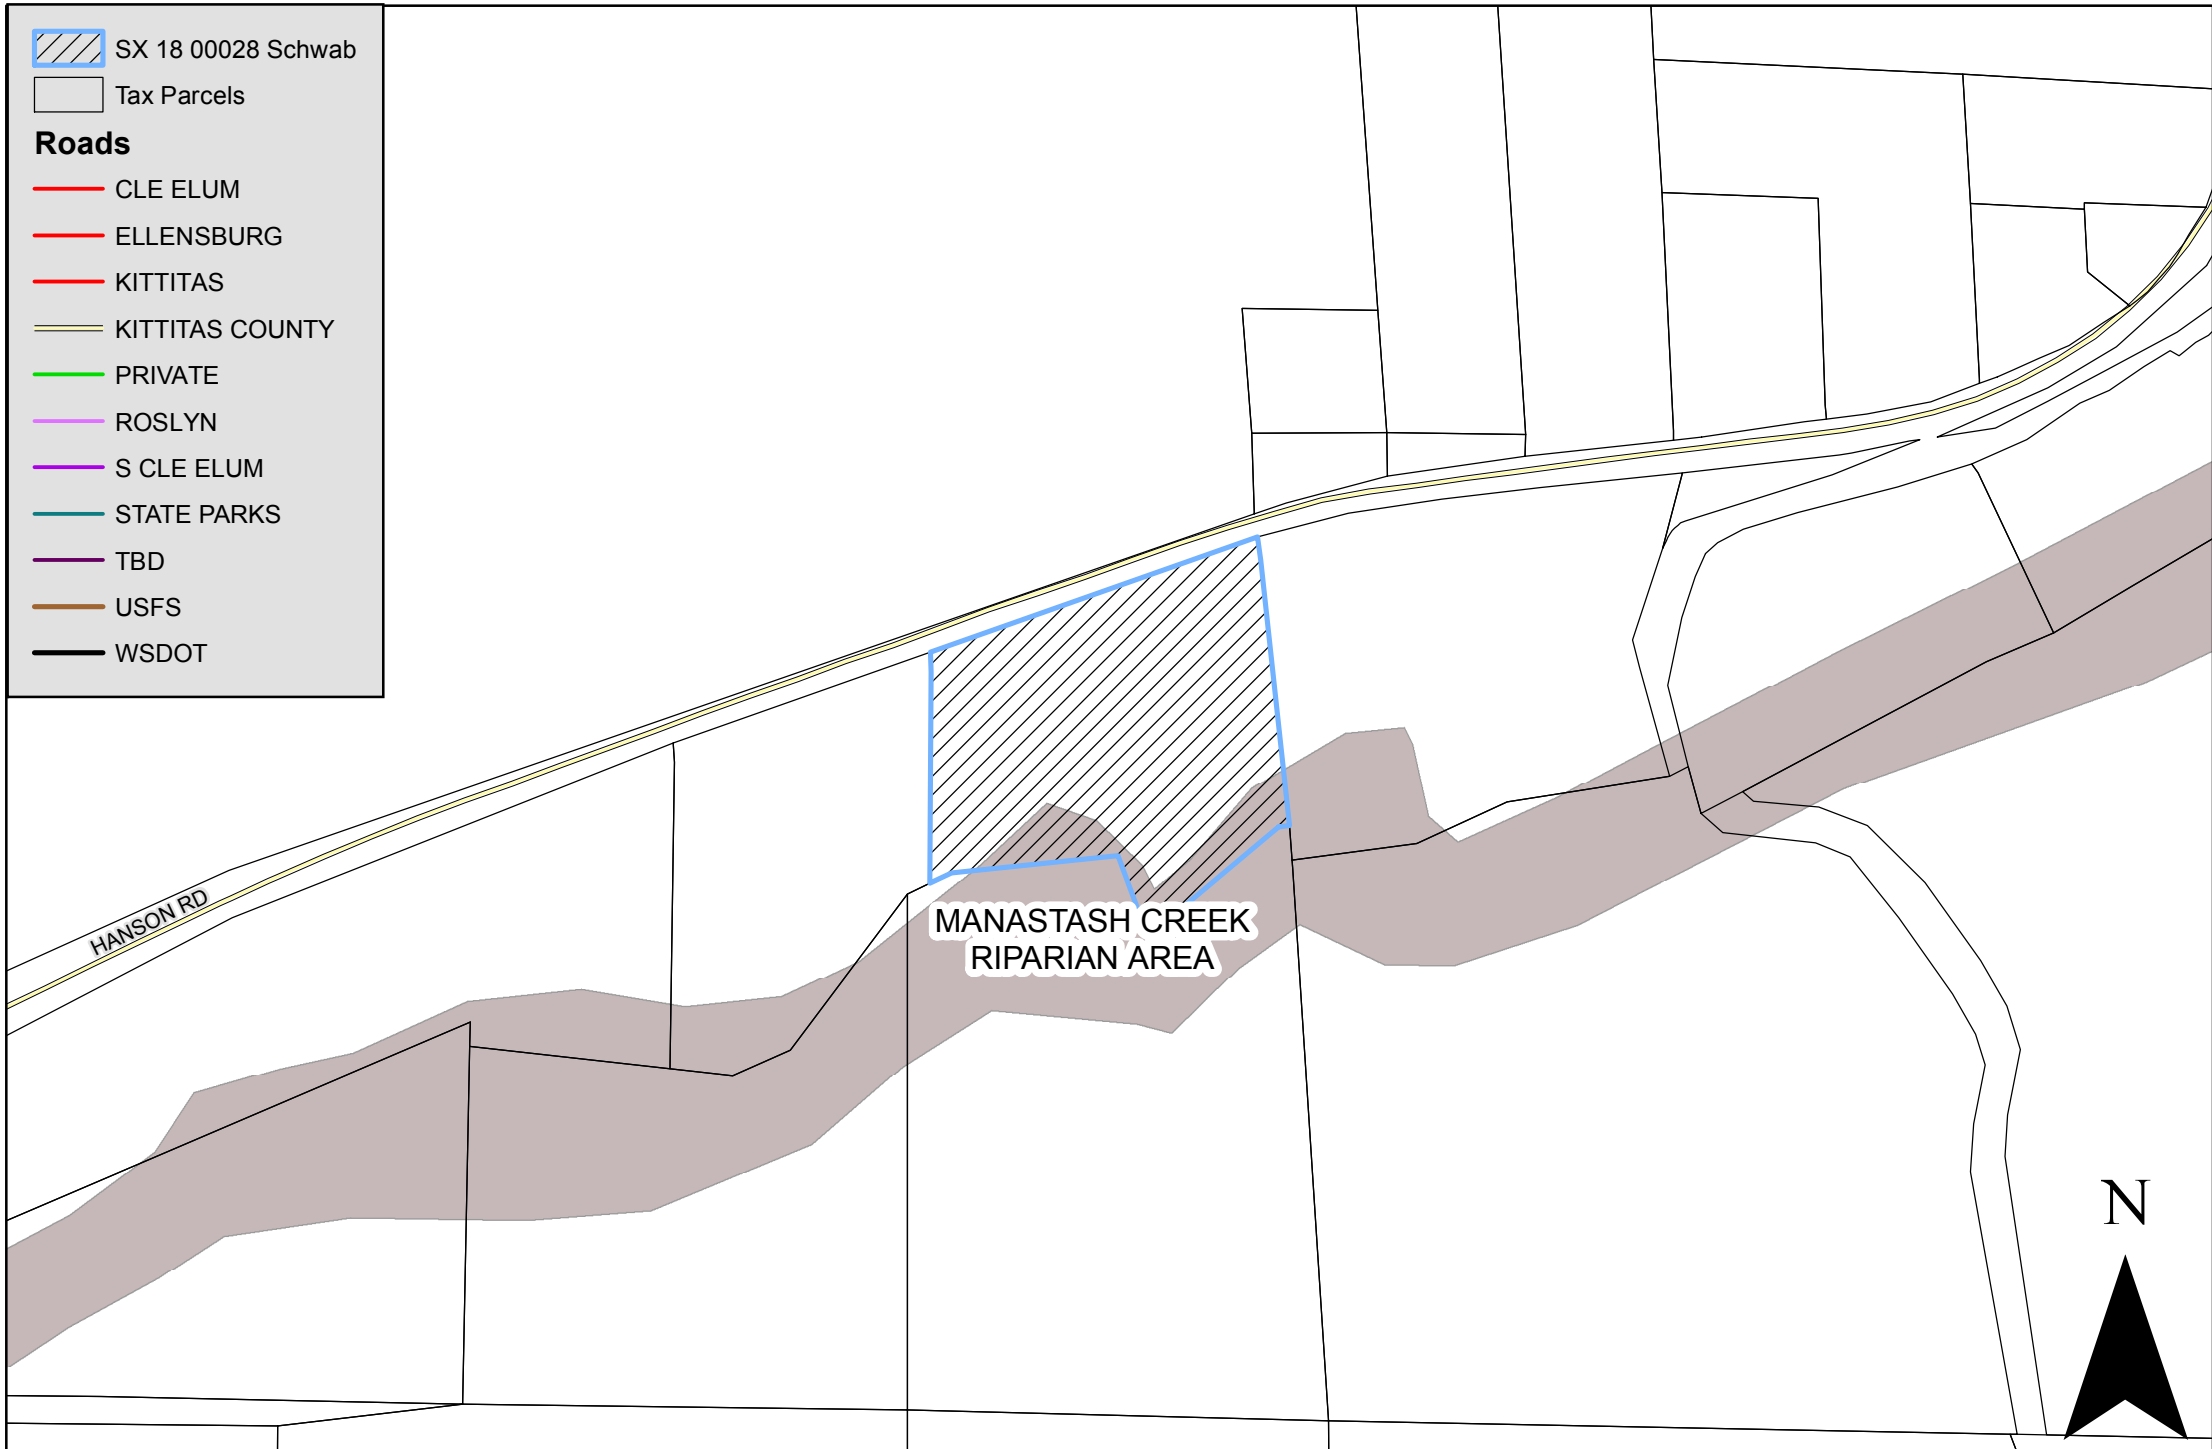 SX 18 00028 Schwab
Tax Parcels
Roads
CLE ELUM
ELLENSBURG
KITTITAS
KITTITAS COUNTY
PRIVATE
ROSLYN
S CLE ELUM
STATE PARKS
TBD
USFS
WSDOT
HANSON RD
MANASTASH CREEK
RIPARIAN AREA
N